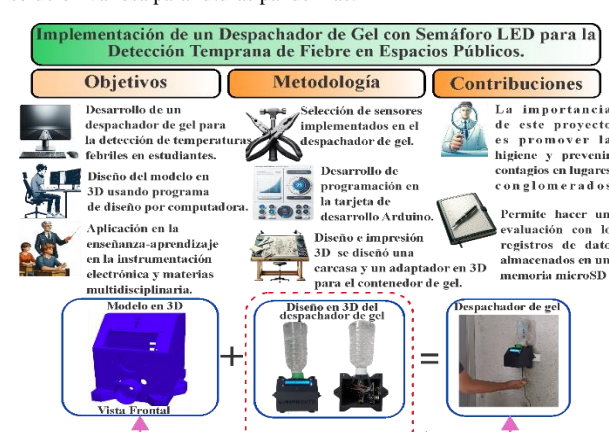 Implementación de un Despachador de Gel con Semáforo LED para la
Detección Temprana de Fiebre en Espacios Públicos.
Objetivos
Desarrollo de un
despachador de gel para
la detección de temperaturas
febriles en estudiantes.
Diseño del modelo en
3D usando programa
de diseño por computadora.
Aplicación en la
enseñanza-aprendizaje
en la instrumentación
electrónica y materias
multidisciplinaria.
Metodología
Selección de sensores
implementados en el
despachador de gel.
Desarrollo de
programación en
la tarjeta de
desarrollo Arduino.
Diseño e impresión
3D se diseñó una
carcasa y un adaptador en 3D
para el contenedor de gel.
Contribuciones
La importancia
de este proyecto
es promover la
higiene y prevenir
contagios en lugares
conglomerados
Permite hacer un
evaluación con lo
registros de dato
almacenados en un
memoria microSD
Modelo en 3D
Vista Frontal
+
Diseño en 3D del
despachador de gel
=
Despachador de gel